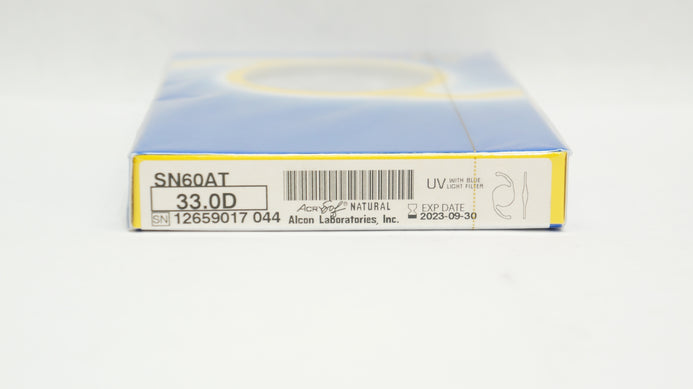 SN60AT
33.0D
SN 12659017 044
AcrySof® NATURAL
Alcon Laboratories, Inc.
UV WITH BLUE
LIGHT FILTER
EXP DATE
2023-09-30